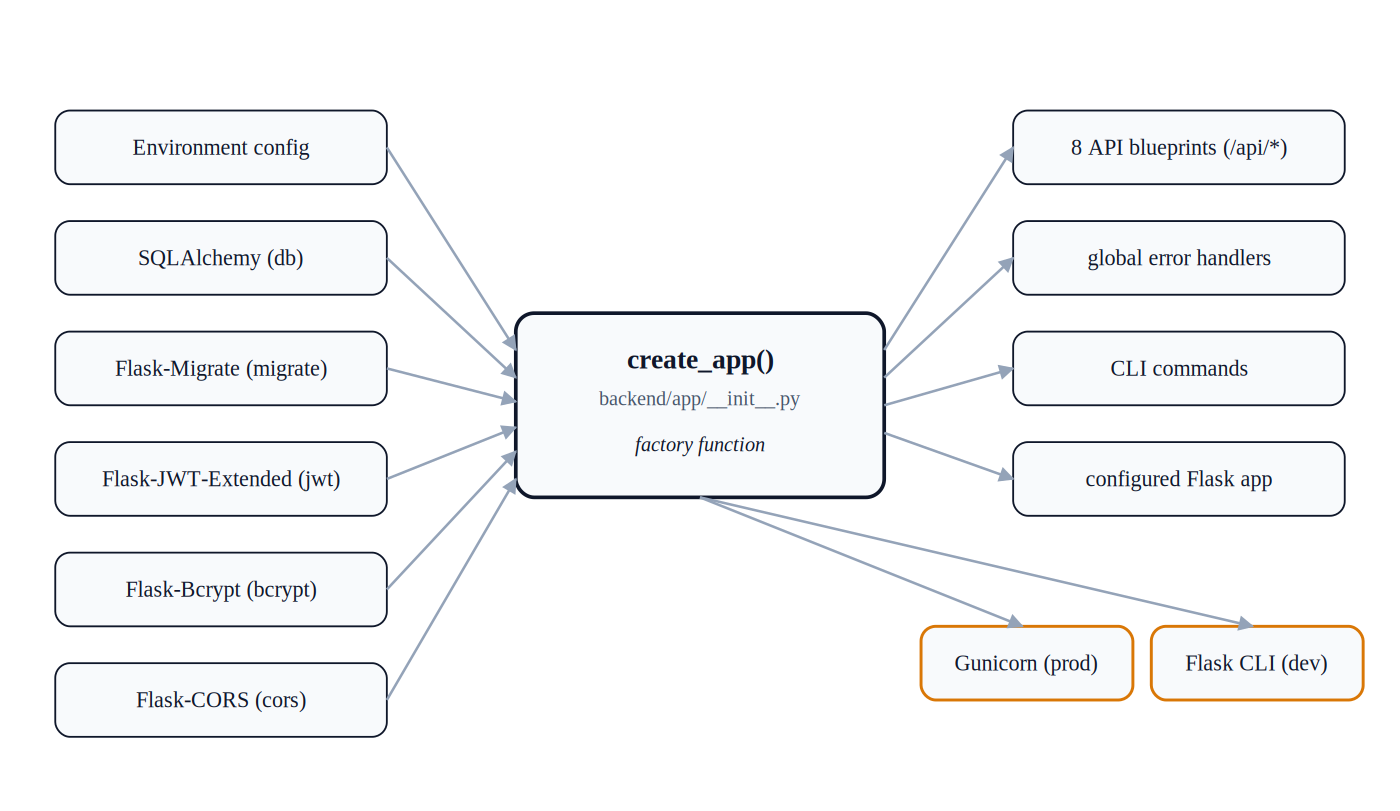 Environment config
SQLAlchemy (db)
Flask-Migrate (migrate)
Flask-JWT-Extended (jwt)
Flask-Bcrypt (bcrypt)
Flask-CORS (cors)
create_app()
backend/app/__init__.py
factory function
8 API blueprints (/api/*)
global error handlers
CLI commands
configured Flask app
Gunicorn (prod)
Flask CLI (dev)